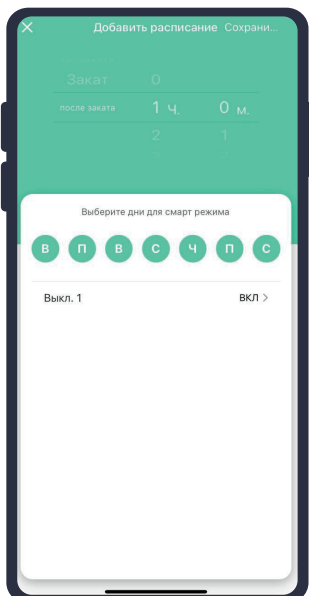 Добавить расписание Сохрани...
Закат 0
после заката 1 ч. 0 м.
2 1
Выберите дни для смарт режима
В П В С Ч П С
Выкл. 1 ВКЛ